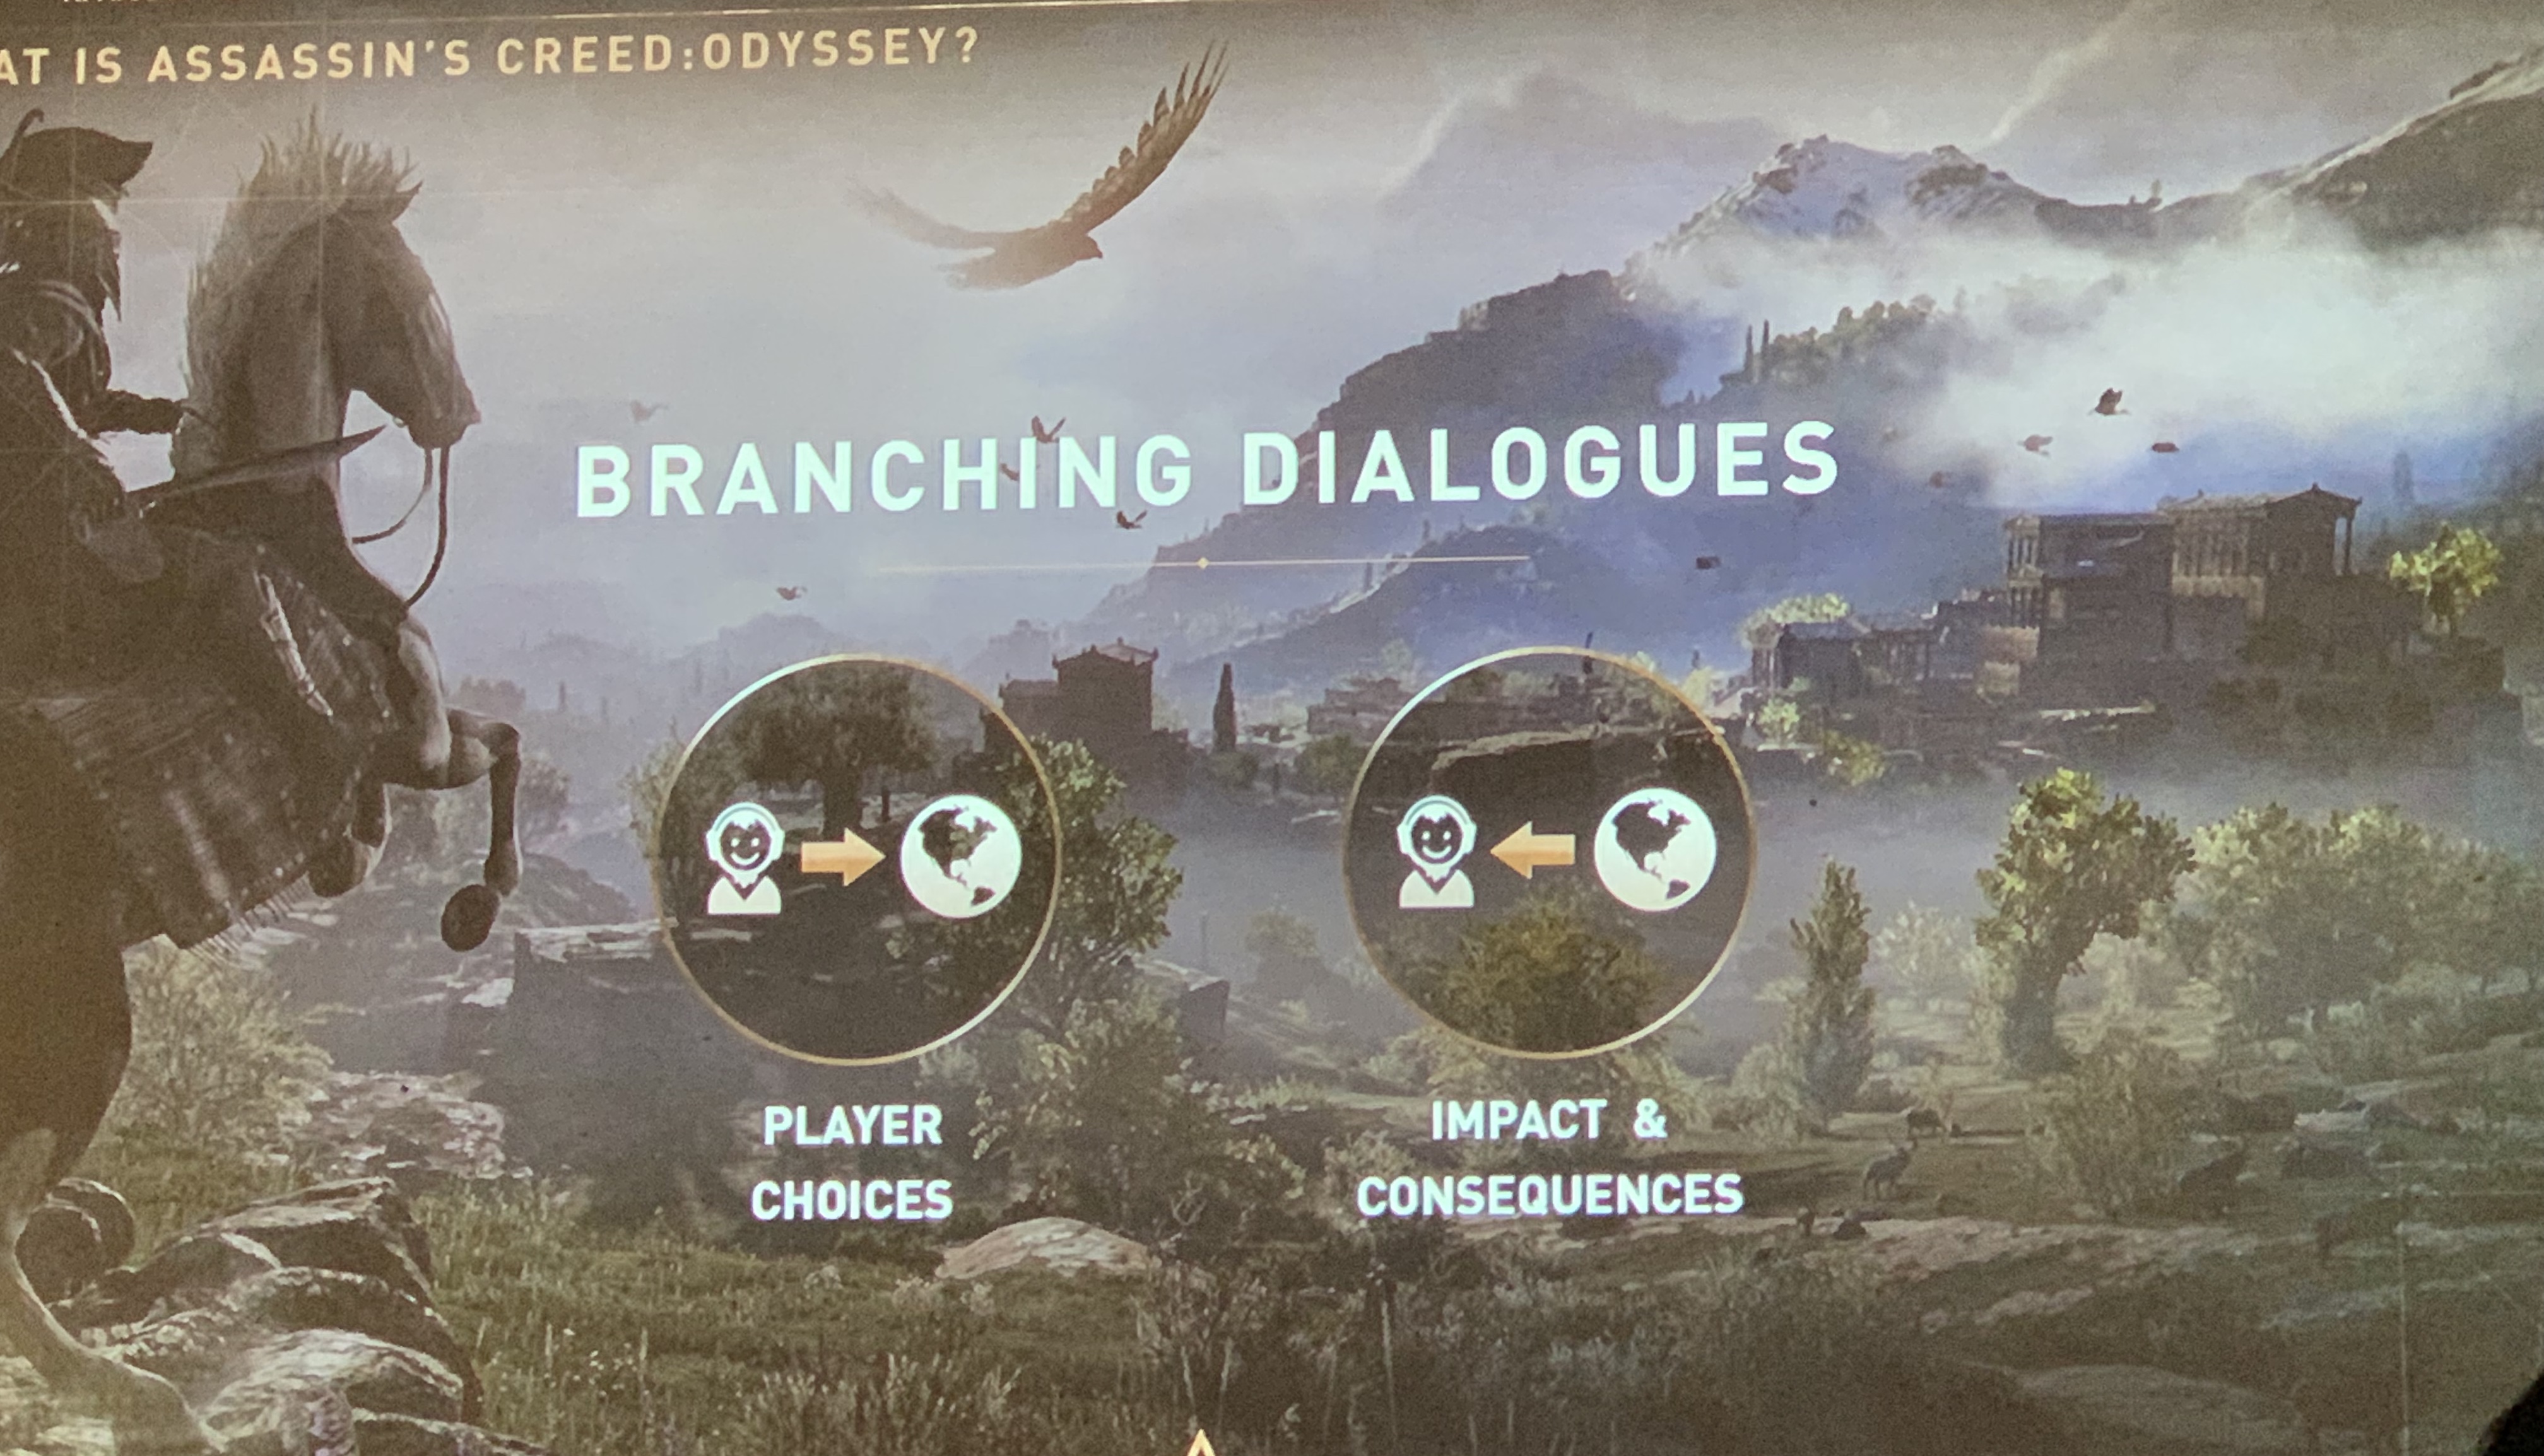 AT IS ASSASSIN'S CREED:ODYSSEY?
BRANCHING DIALOGUES
PLAYER
CHOICES
IMPACT &
CONSEQUENCES